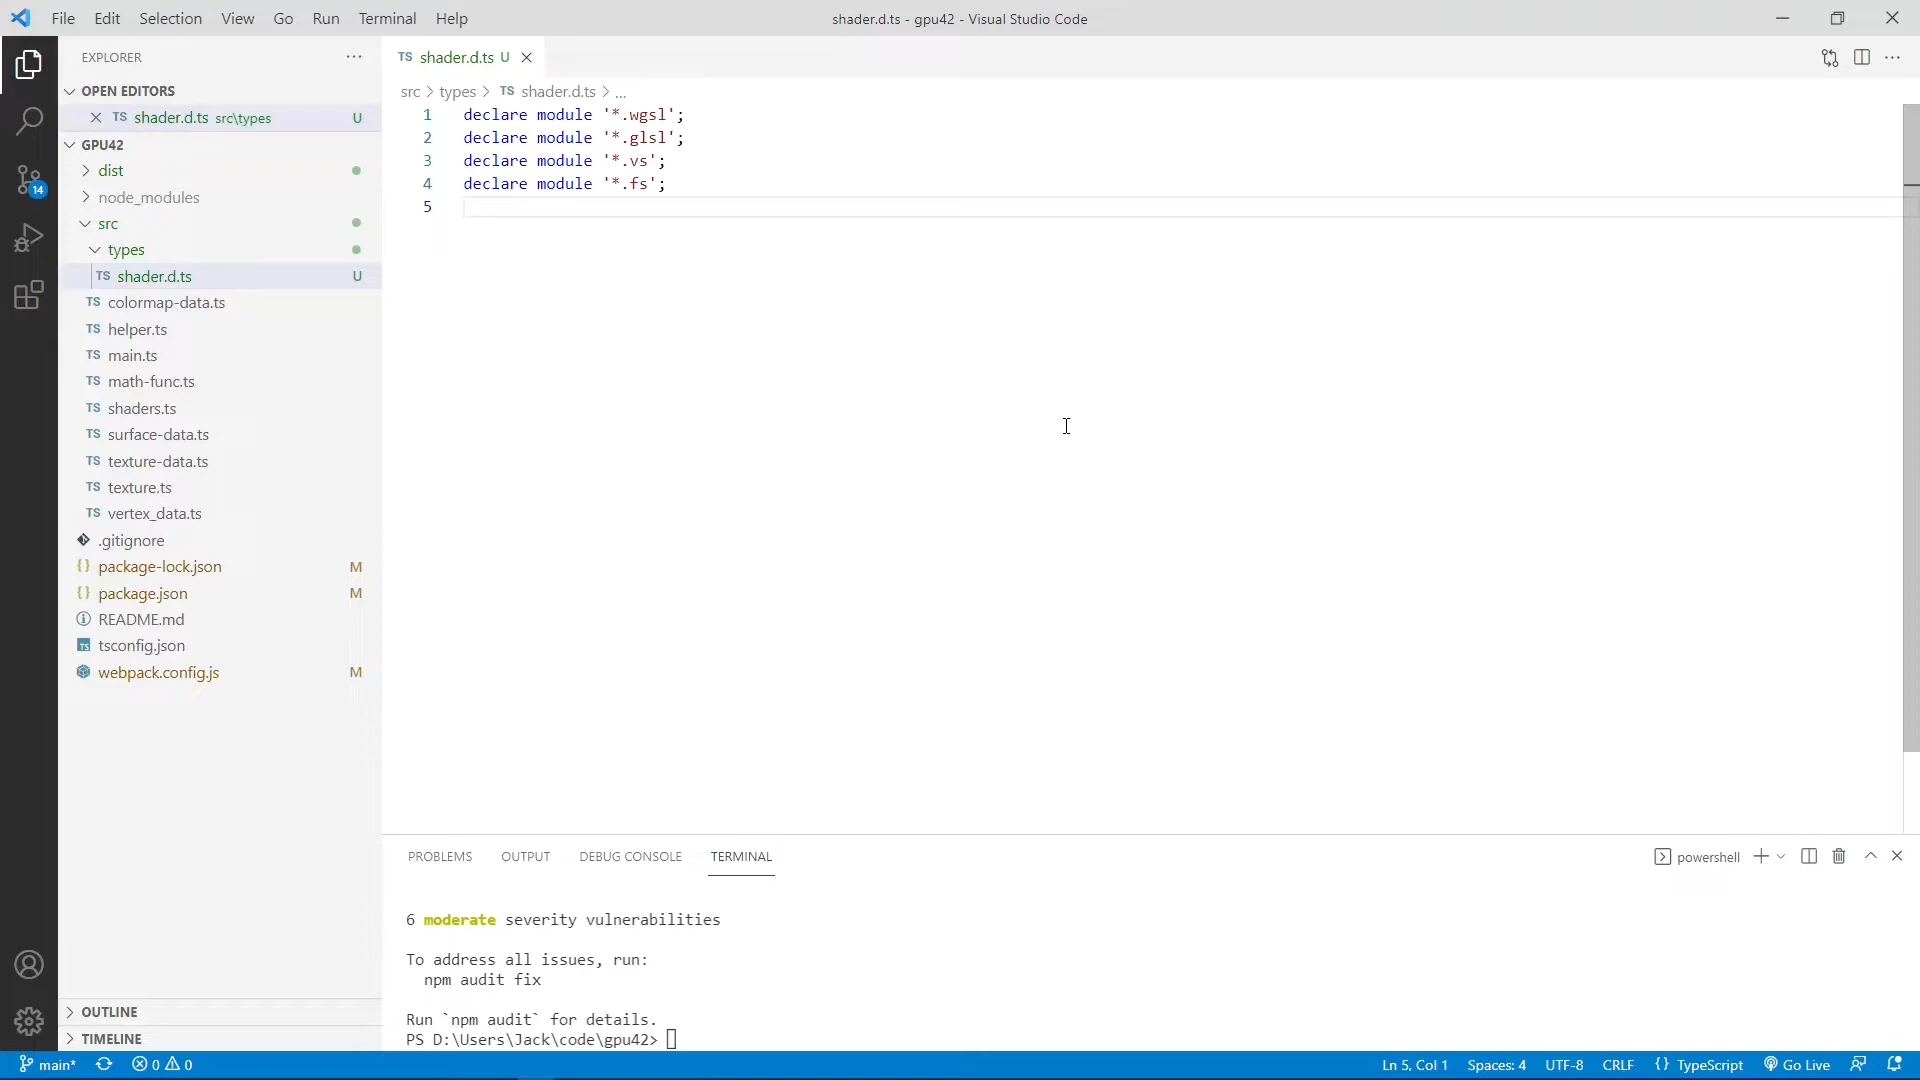 File Edit Selection View Go Run Terminal Help
shader.d.ts - gpu42 - Visual Studio Code
EXPLORER
OPEN EDITORS
TS shader.d.ts src\types U
GPU42
dist
node_modules
src
types
TS shader.d.ts U
TS colormap-data.ts
TS helper.ts
TS main.ts
TS math-func.ts
TS shaders.ts
TS surface-data.ts
TS texture-data.ts
TS texture.ts
TS vertex_data.ts
.gitignore
{} package-lock.json M
{} package.json M
README.md
TS tsconfig.json
webpack.config.js M
OUTLINE
TIMELINE
14
TS shader.d.ts U
src > types > TS shader.d.ts > ...
1 declare module '*.wgsl';
2 declare module '*.glsl';
3 declare module '*.vs';
4 declare module '*.fs';
5
PROBLEMS OUTPUT DEBUG CONSOLE TERMINAL
powershell
6 moderate severity vulnerabilities
To address all issues, run:
npm audit fix
Run `npm audit` for details.
PS D:\Users\Jack\code\gpu42>
main* 0 0
Ln 5, Col 1 Spaces: 4 UTF-8 CRLF {} TypeScript Go Live